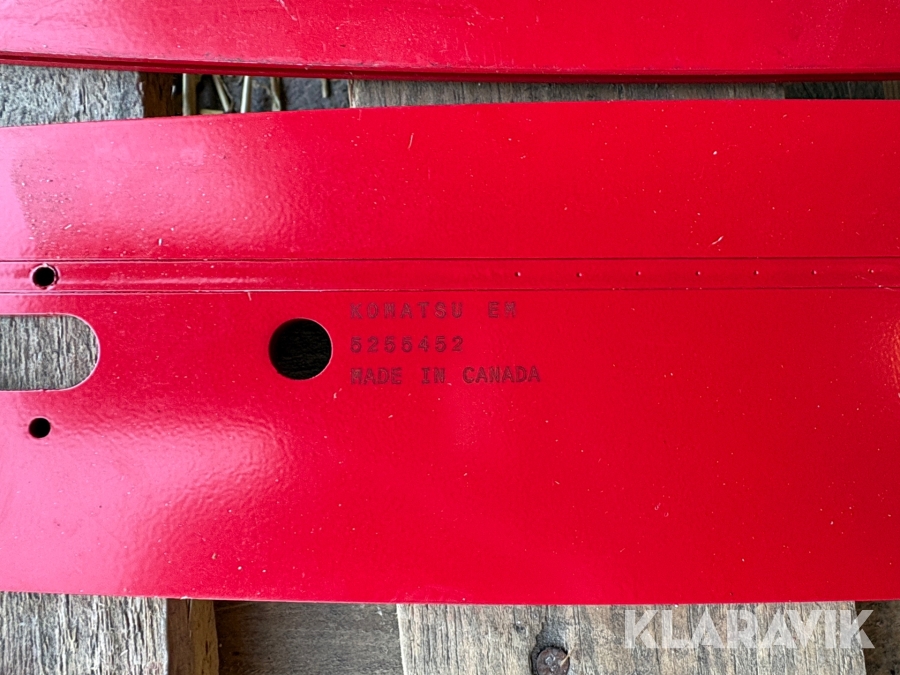 KOMATSU EM
5255452
MADE IN CANADA
KLARAVIK